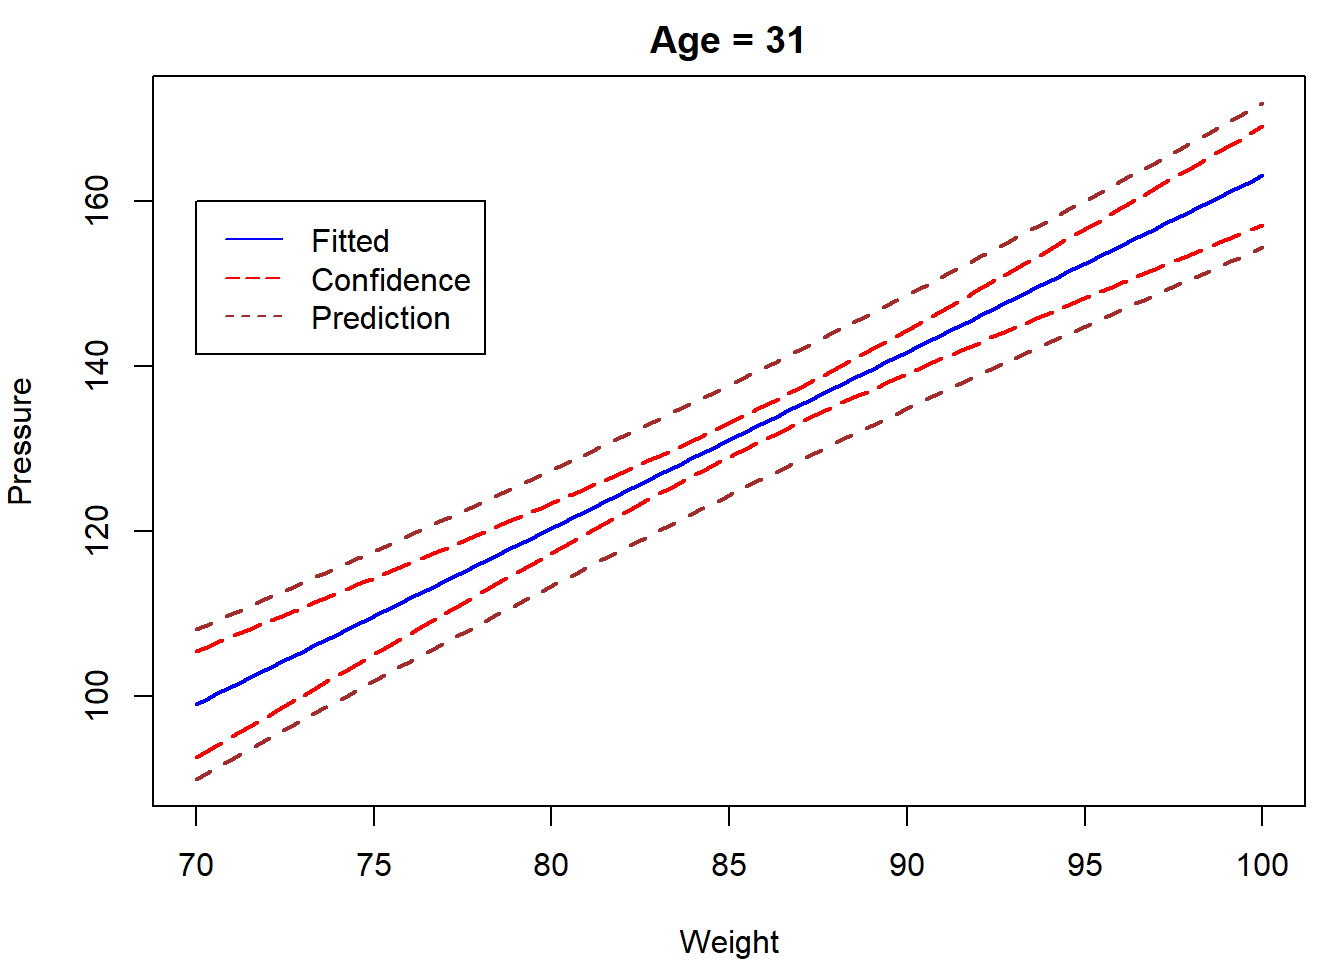 Age = 31
Pressure
160
140
120
100
Fitted
Confidence
Prediction
70 75 80 85 90 95 100
Weight